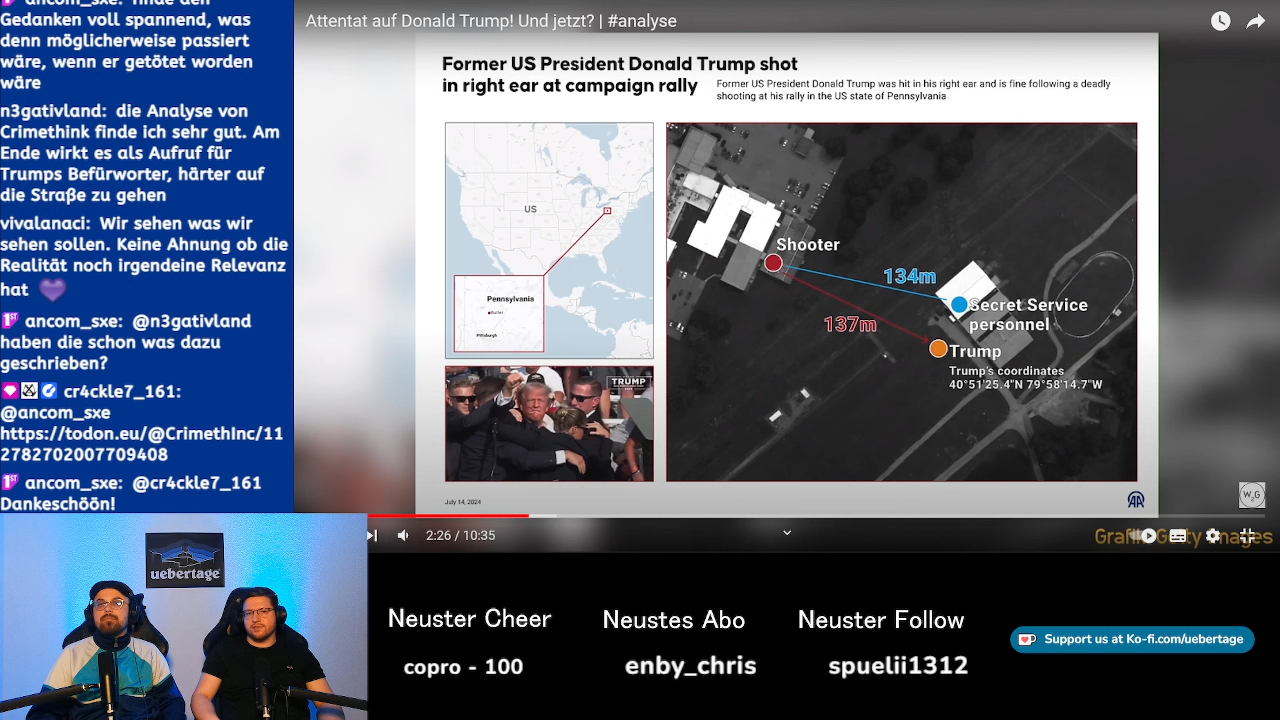 ancom_sxe: finde den
Gedanken voll spannend, was
denn möglicherweise passiert
wäre, wenn er getötet worden
wäre
n3gativland: die Analyse von
Crimethink finde ich sehr gut. Am
Ende wirkt es als Aufruf für
Trumps Befürworter, härter auf
die Straße zu gehen
vivalanaci: Wir sehen was wir
sehen sollen. Keine Ahnung ob die
Realität noch irgendeine Relevanz
hat
1ST ancom_sxe: @n3gativland
haben die schon was dazu
geschrieben?
cr4ckle7_161:
@ancom_sxe
https://todon.eu/@CrimethInc/11
2782702007709408
1ST ancom_sxe: @cr4ckle7_161
Dankeschöön!
Attentat auf Donald Trump! Und jetzt? | #analyse
Former US President Donald Trump shot
in right ear at campaign rally
Former US President Donald Trump was hit in his right ear and is fine following a deadly
shooting at his rally in the US state of Pennsylvania
US
Pennsylvania
Butler
Pittsburgh
TRUMP
Shooter
134m
Secret Service
personnel
137m
Trump
Trump's coordinates
40°51'25.4"N 79°58'14.7"W
July 14, 2024
AA
W2G
2:26 / 10:35
Grafik: Getty Images
uebertage
Neuster Cheer
copro - 100
Neustes Abo
enby_chris
Neuster Follow
spuelii1312
Support us at Ko-fi.com/uebertage